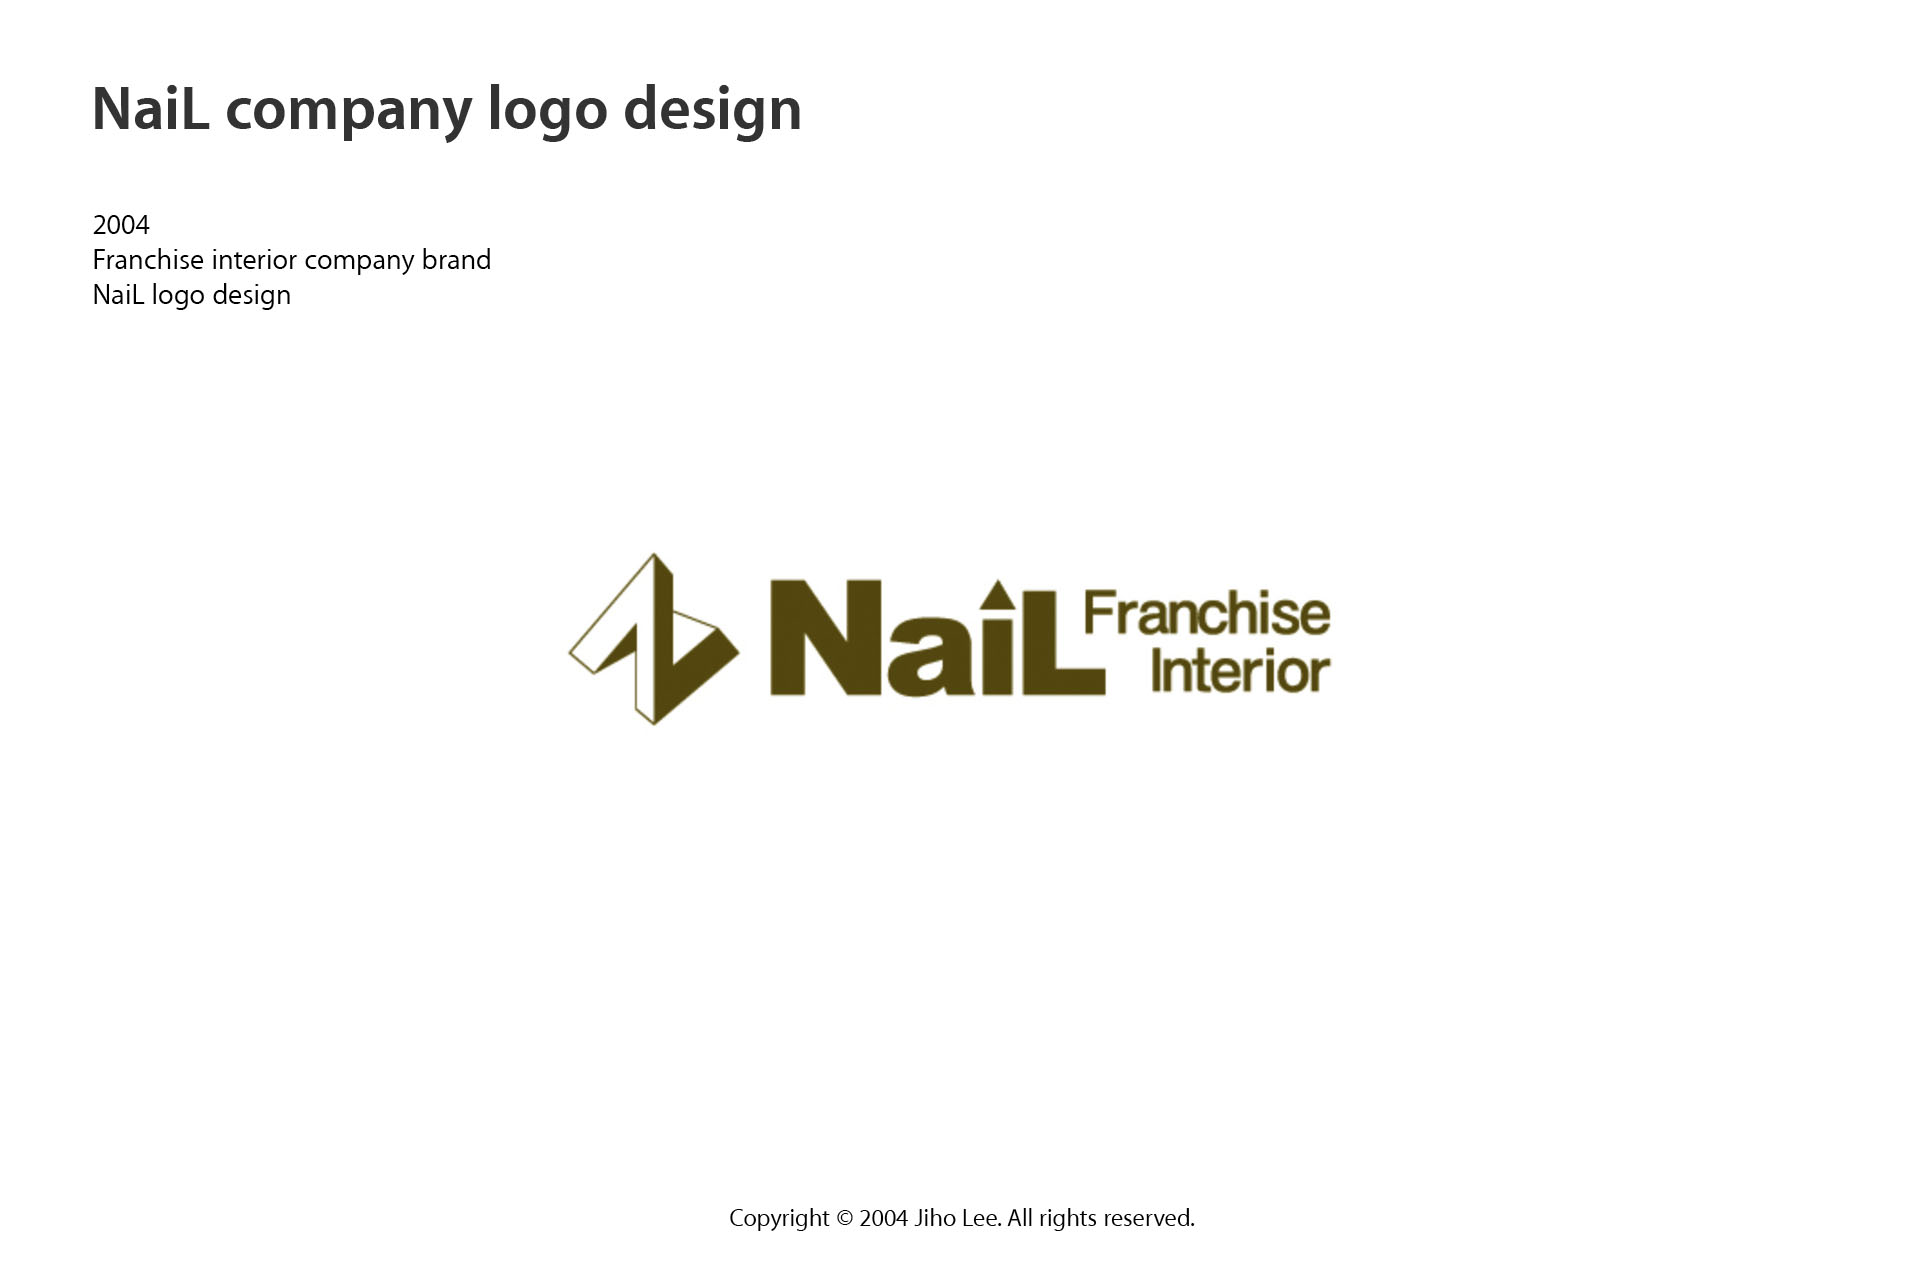 NaiL company logo design
2004
Franchise interior company brand
NaiL logo design
NaiL Franchise
Interior
Copyright © 2004 Jiho Lee. All rights reserved.